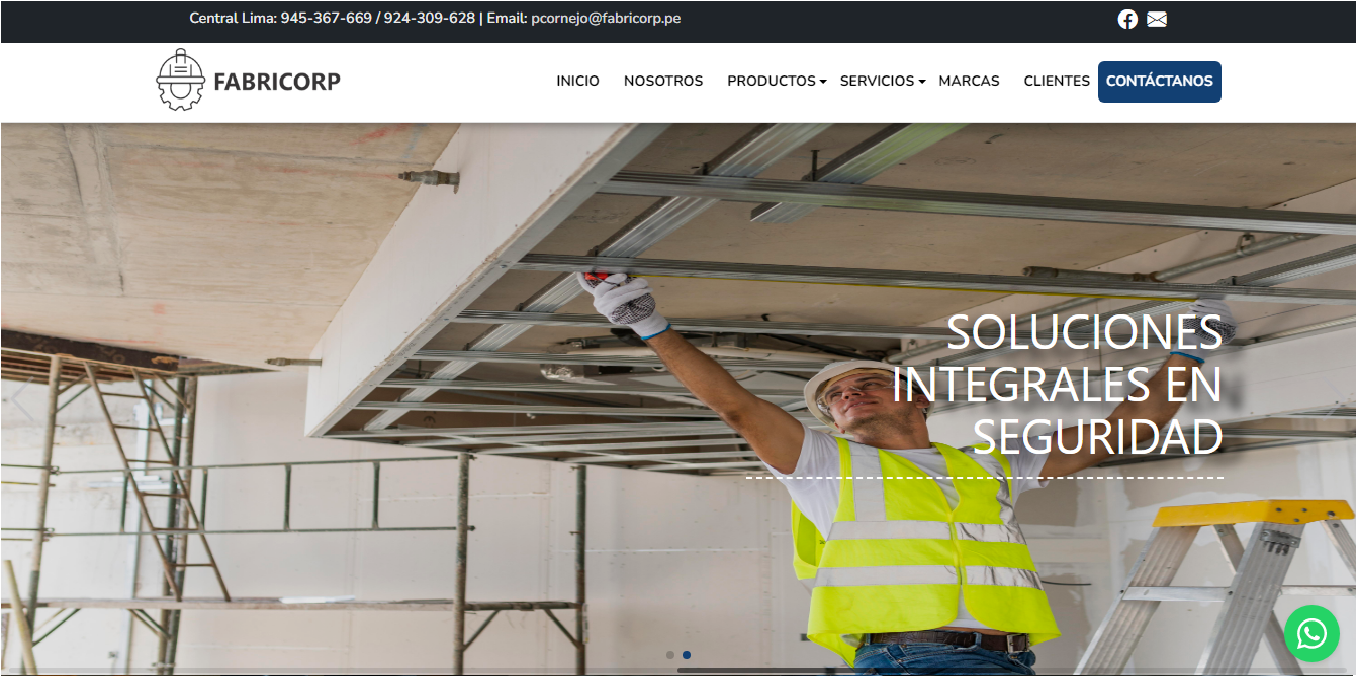 Central Lima: 945-367-669 / 924-309-628 | Email: pcornejo@fabricorp.pe
FABRICORP
INICIO NOSOTROS PRODUCTOS SERVICIOS MARCAS CLIENTES CONTÁCTANOS
SOLUCIONES
INTEGRALES EN
SEGURIDAD